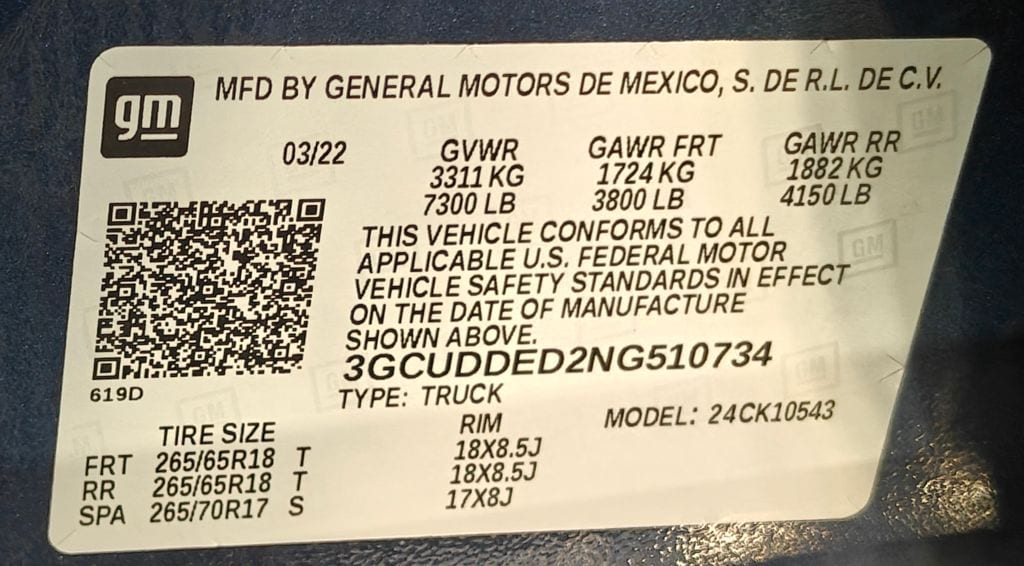 gm
MFD BY GENERAL MOTORS DE MEXICO, S. DE R.L. DE C.V.
03/22 GVWR GAWR FRT GAWR RR
3311 KG 1724 KG 1882 KG
7300 LB 3800 LB 4150 LB
THIS VEHICLE CONFORMS TO ALL
APPLICABLE U.S. FEDERAL MOTOR
VEHICLE SAFETY STANDARDS IN EFFECT
ON THE DATE OF MANUFACTURE
SHOWN ABOVE.
3GCUDDED2NG510734
619D
TYPE: TRUCK
MODEL: 24CK10543
TIRE SIZE RIM
FRT 265/65R18 T 18X8.5J
RR 265/65R18 T 18X8.5J
SPA 265/70R17 S 17X8J